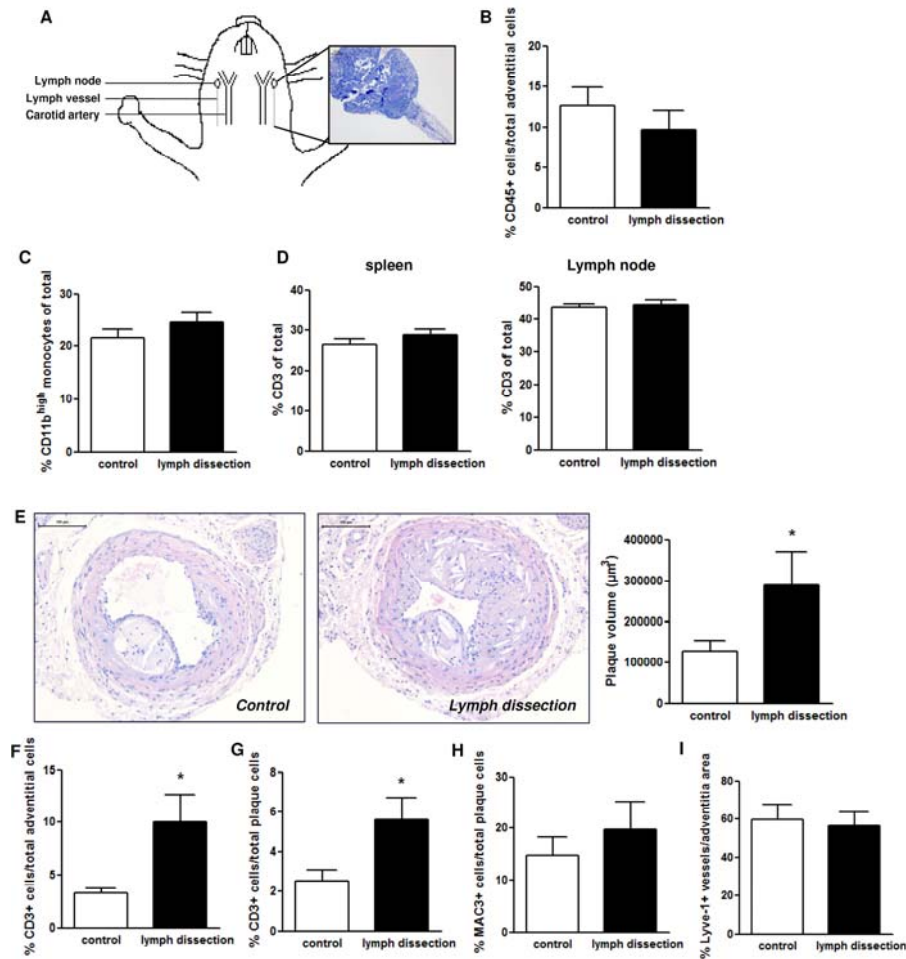 A
Lymph node
Lymph vessel
Carotid artery
B
% CD45+ cells/total adventitial cells
20
15
10
5
0
control
lymph dissection
C
% CD11bhigh monocytes of total
30
20
10
0
control
lymph dissection
D
spleen
% CD3 of total
50
40
30
20
10
0
control
lymph dissection
Lymph node
% CD3 of total
50
40
30
20
10
0
control
lymph dissection
E
Control
Lymph dissection
Plaque volume (µm³)
400000
300000
200000
100000
0
*
control
lymph dissection
F
% CD3+ cells/total adventitial cells
15
10
5
0
*
control
lymph dissection
G
% CD3+ cells/total plaque cells
8
6
4
2
0
*
control
lymph dissection
H
% MAC3+ cells/total plaque cells
30
20
10
0
control
lymph dissection
I
% Lyve-1+ vessels/adventitia area
80
60
40
20
0
control
lymph dissection